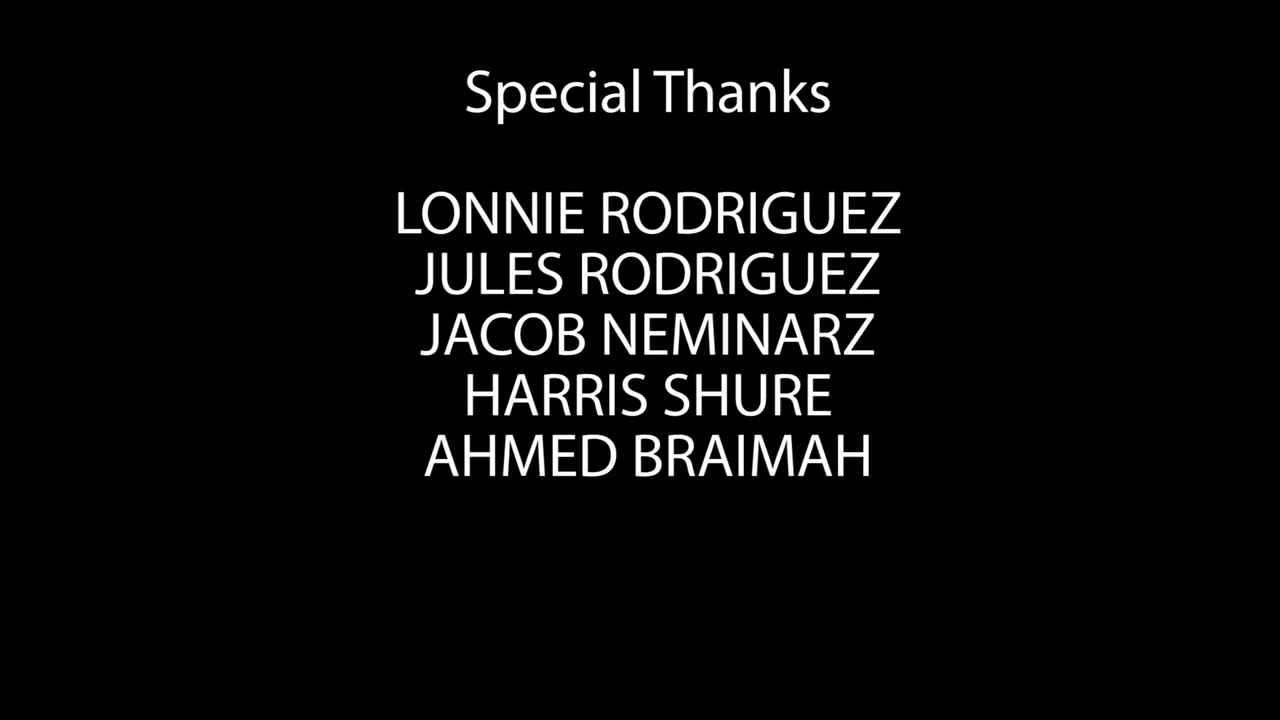 Special Thanks
LONNIE RODRIGUEZ
JULES RODRIGUEZ
JACOB NEMINARZ
HARRIS SHURE
AHMED BRAIMAH